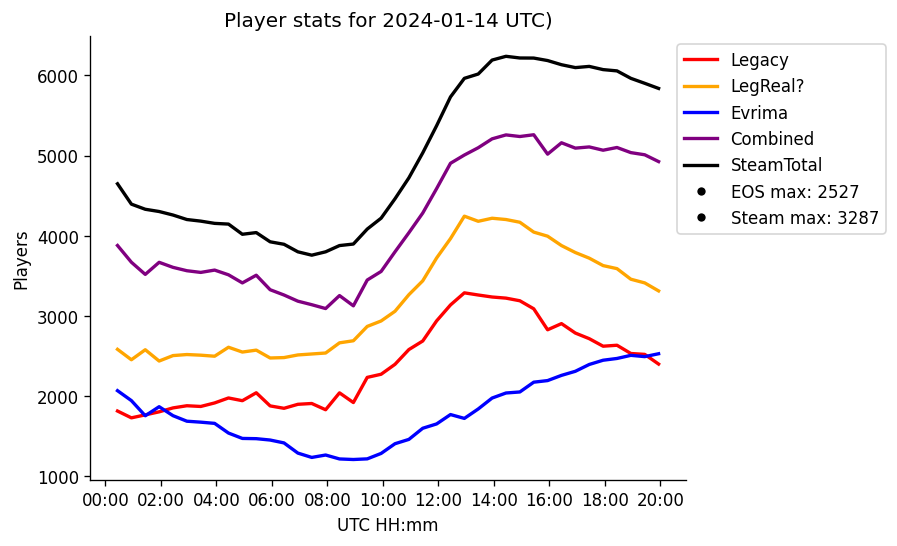 Player stats for 2024-01-14 UTC)
Legacy
LegReal?
Evrima
Combined
SteamTotal
EOS max: 2527
Steam max: 3287
6000
5000
4000
3000
2000
1000
Players
00:00 02:00 04:00 06:00 08:00 10:00 12:00 14:00 16:00 18:00 20:00
UTC HH:mm